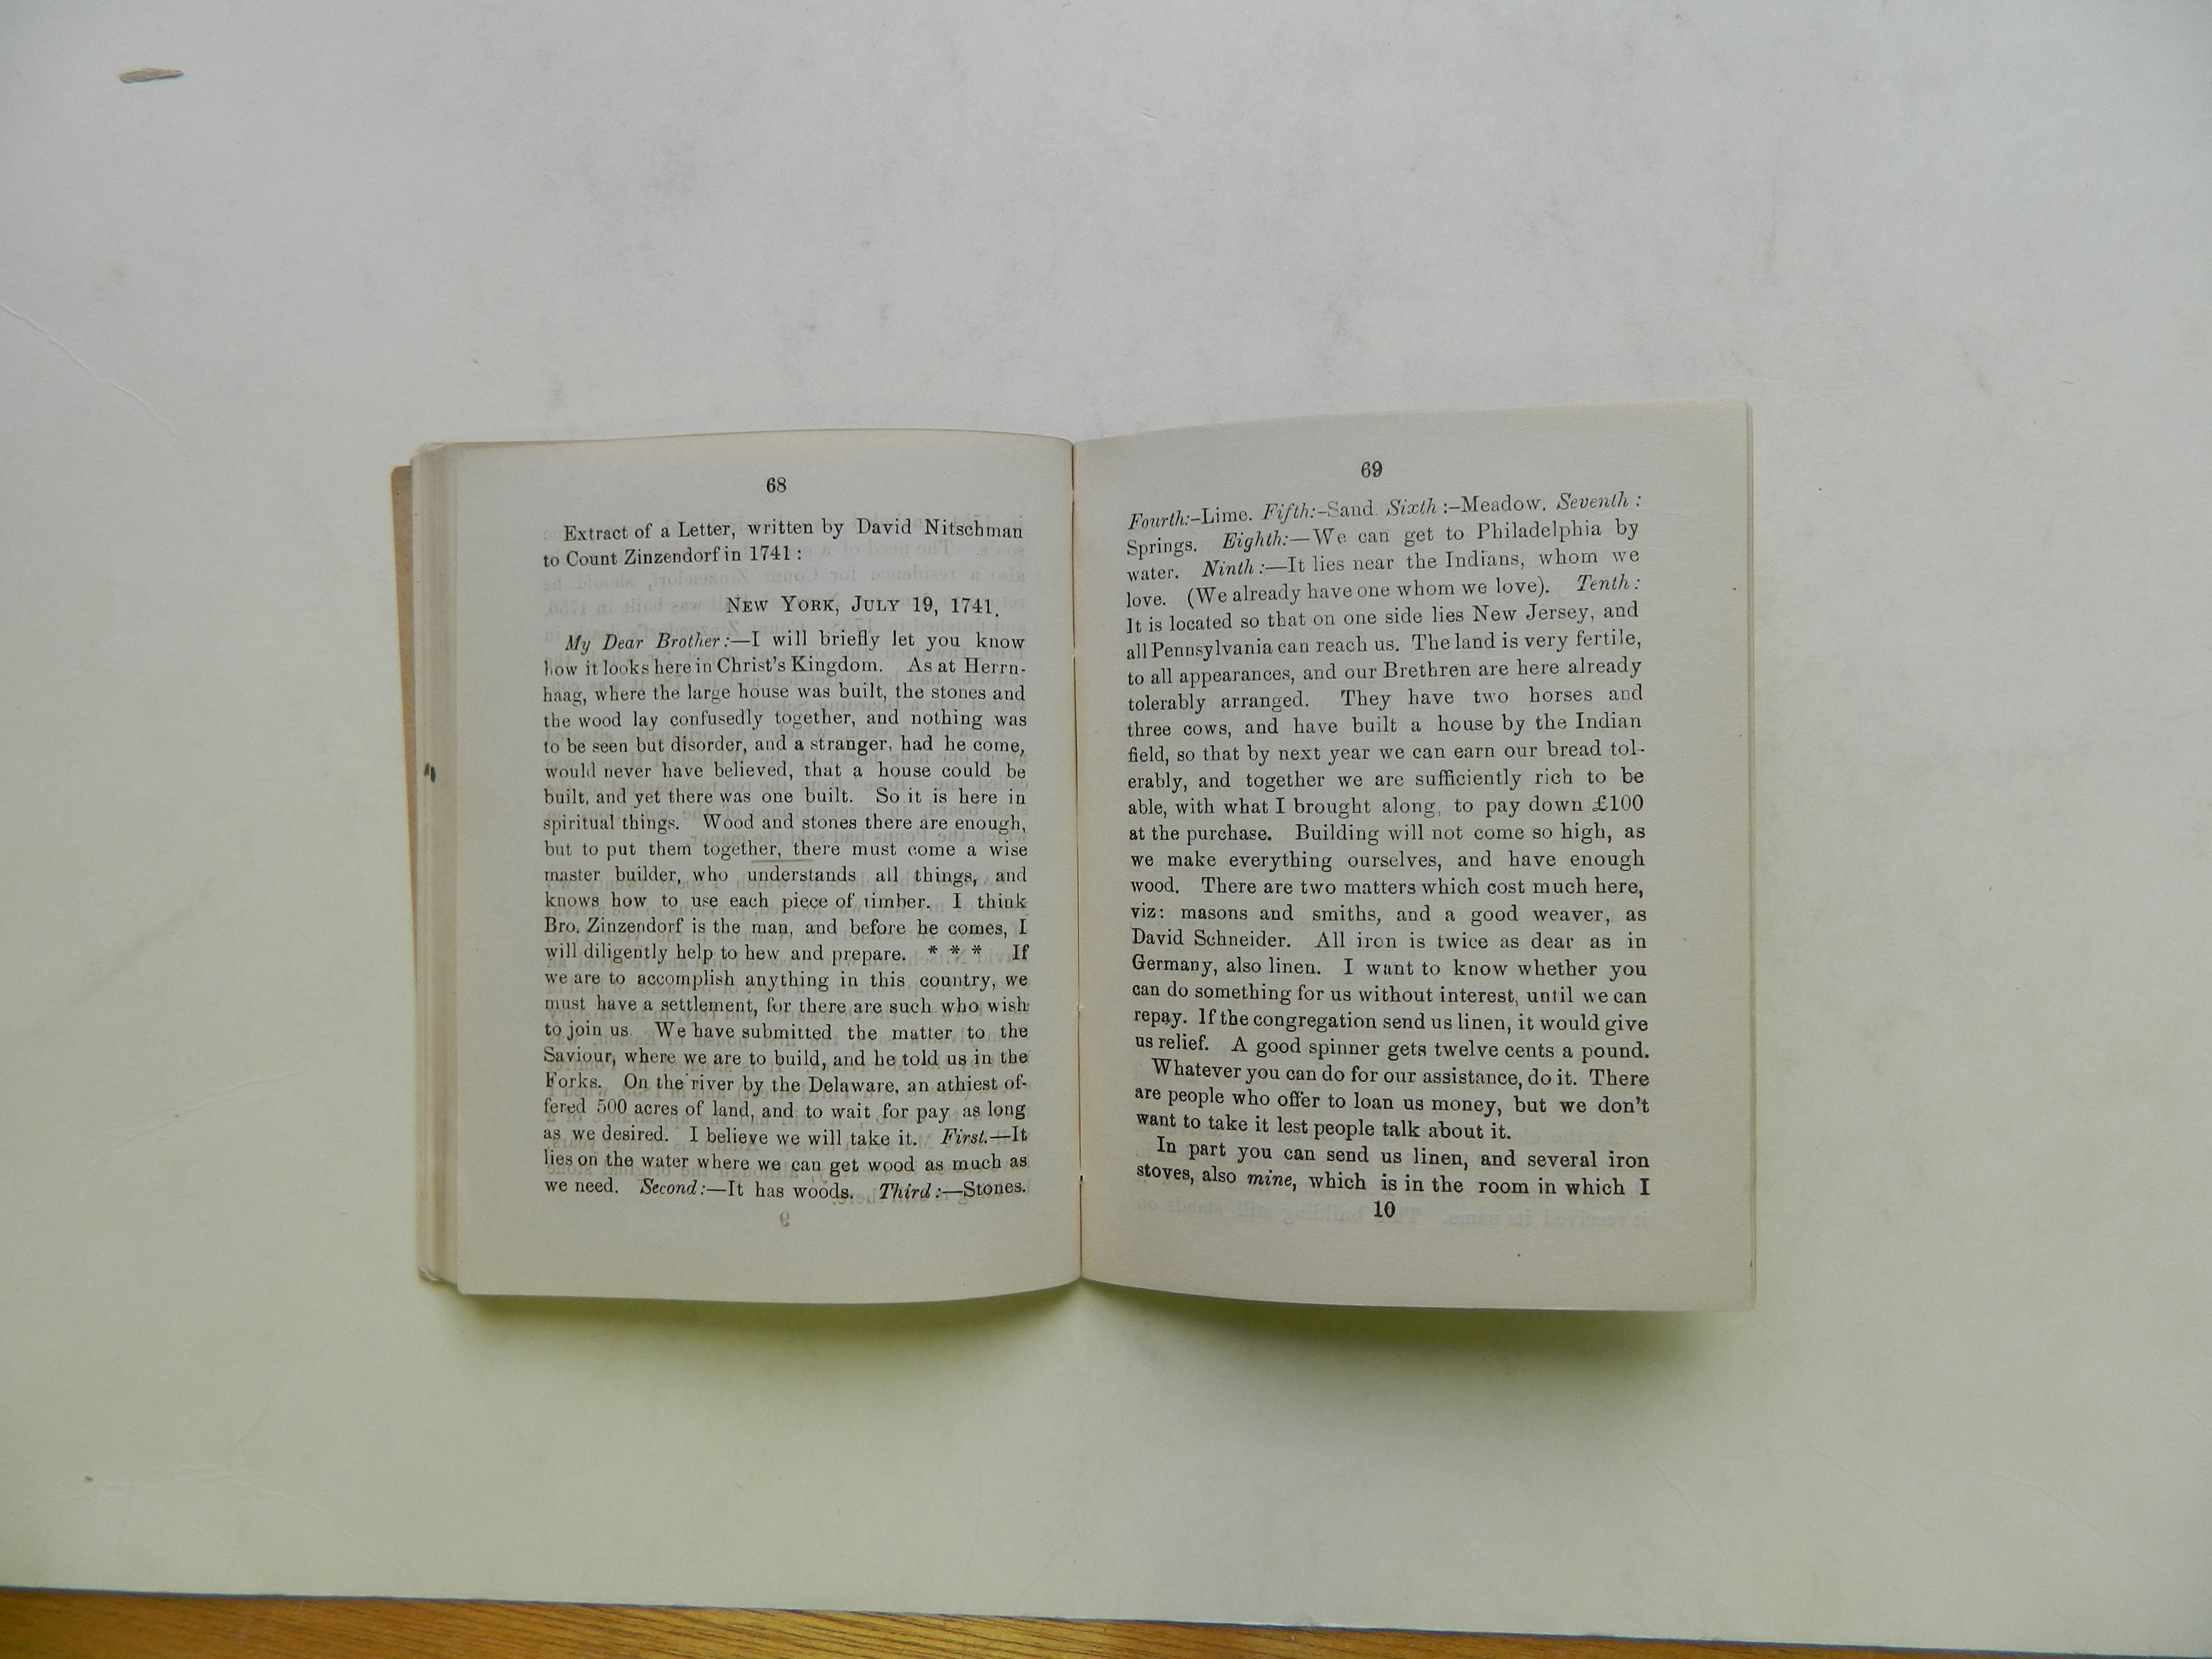 68
Extract of a Letter, written by David Nitschman
to Count Zinzendorf in 1741 :
NEW YORK, JULY 19, 1741.
My Dear Brother :—I will briefly let you know
how it looks here in Christ's Kingdom. As at Herrn-
haag, where the large house was built, the stones and
the wood lay confusedly together, and nothing was
to be seen but disorder, and a stranger, had he come,
would never have believed, that a house could be
built, and yet there was one built. So it is here in
spiritual things. Wood and stones there are enough,
but to put them together, there must come a wise
master builder, who understands all things, and
knows how to use each piece of timber. I think
Bro. Zinzendorf is the man, and before he comes, I
will diligently help to hew and prepare. * * * If
we are to accomplish anything in this country, we
must have a settlement, for there are such who wish
to join us. We have submitted the matter to the
Saviour, where we are to build, and he told us in the
Forks. On the river by the Delaware, an athiest of-
fered 500 acres of land, and to wait for pay as long
as we desired. I believe we will take it. First.—It
lies on the water where we can get wood as much as
we need. Second :—It has woods. Third :—Stones.
69
Fourth:-Lime. Fifth:-Sand. Sixth :-Meadow. Seventh :
Springs. Eighth:—We can get to Philadelphia by
water. Ninth :—It lies near the Indians, whom we
love. (We already have one whom we love). Tenth :
It is located so that on one side lies New Jersey, and
all Pennsylvania can reach us. The land is very fertile,
to all appearances, and our Brethren are here already
tolerably arranged. They have two horses and
three cows, and have built a house by the Indian
field, so that by next year we can earn our bread tol-
erably, and together we are sufficiently rich to be
able, with what I brought along, to pay down £100
at the purchase. Building will not come so high, as
we make everything ourselves, and have enough
wood. There are two matters which cost much here,
viz: masons and smiths, and a good weaver, as
David Schneider. All iron is twice as dear as in
Germany, also linen. I want to know whether you
can do something for us without interest, until we can
repay. If the congregation send us linen, it would give
us relief. A good spinner gets twelve cents a pound.
Whatever you can do for our assistance, do it. There
are people who offer to loan us money, but we don't
want to take it lest people talk about it.
In part you can send us linen, and several iron
stoves, also mine, which is in the room in which I
10